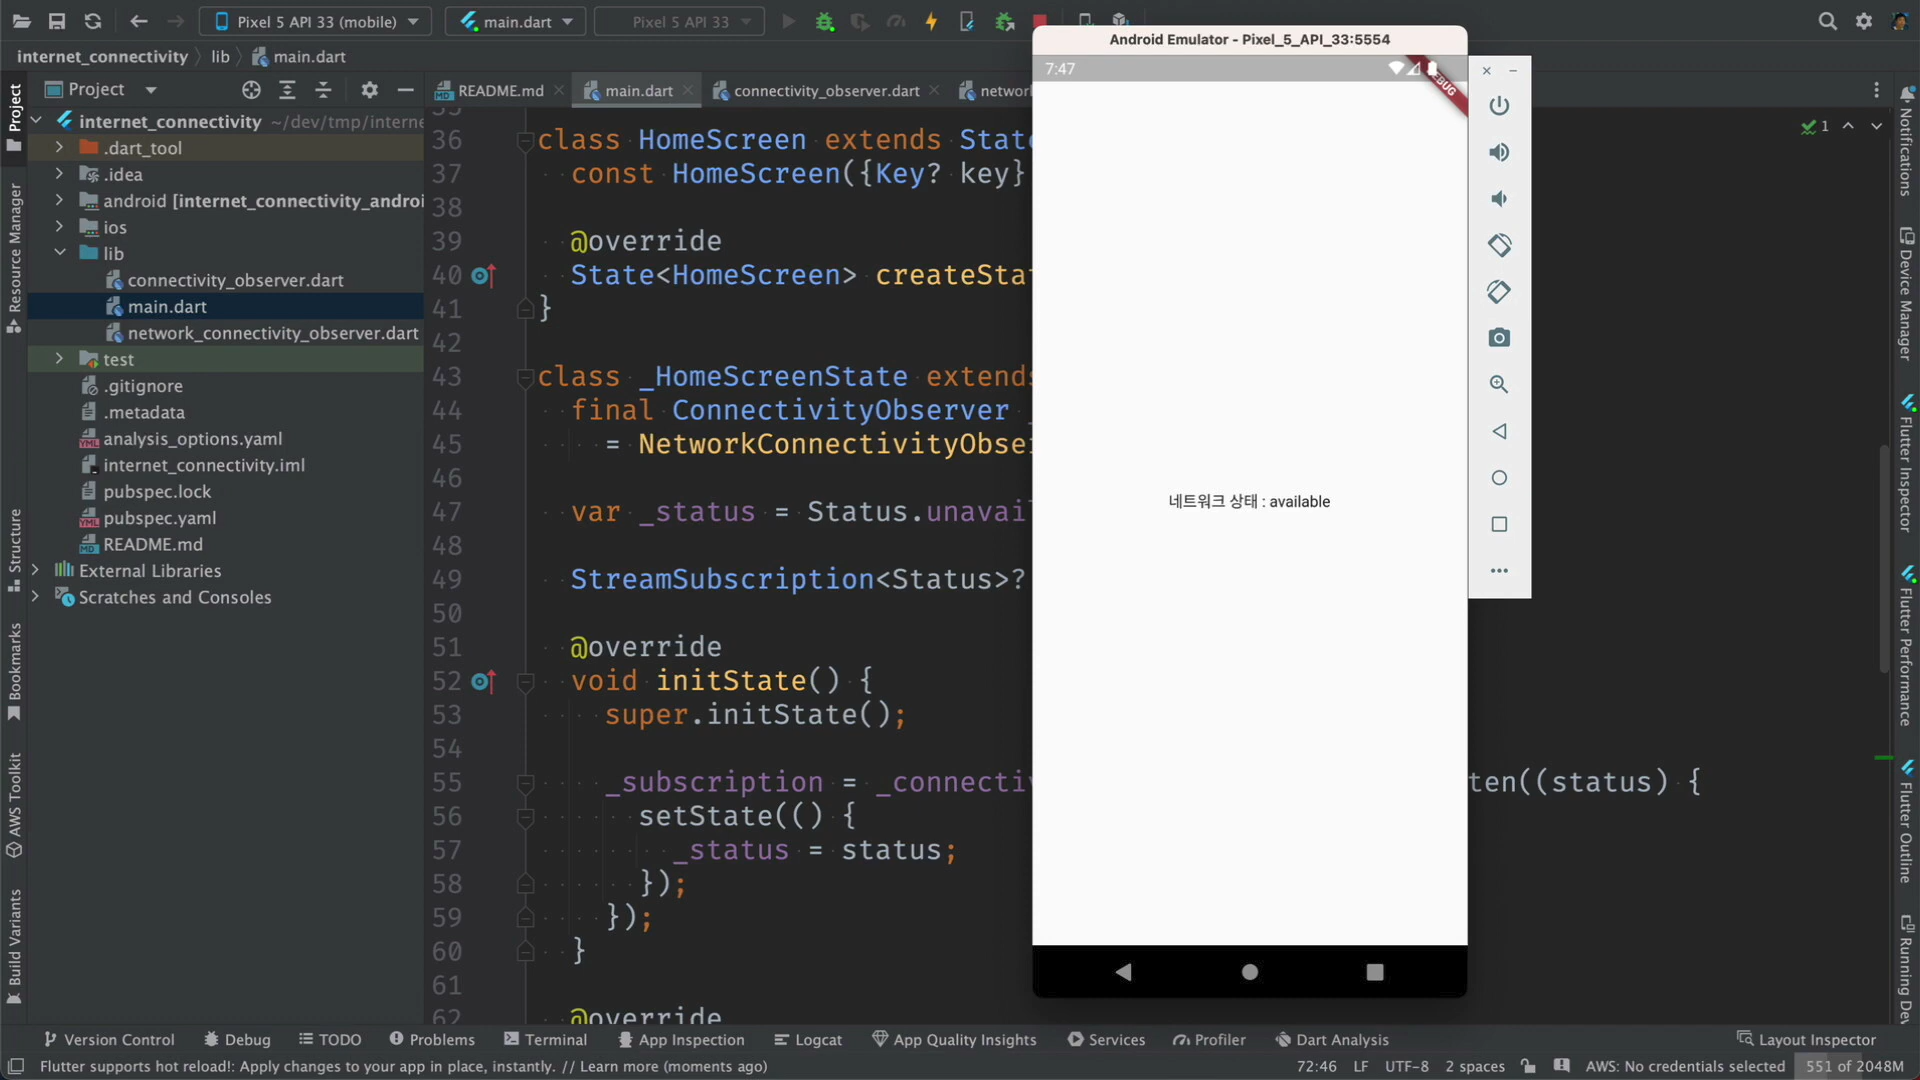 Pixel 5 API 33 (mobile)
main.dart
Pixel 5 API 33
internet_connectivity
lib
main.dart
Project
README.md
main.dart
connectivity_observer.dart
internet_connectivity ~/dev/tmp/interne
.dart_tool
.idea
android [internet_connectivity_androi
ios
lib
connectivity_observer.dart
main.dart
network_connectivity_observer.dart
test
.gitignore
.metadata
analysis_options.yaml
internet_connectivity.iml
pubspec.lock
pubspec.yaml
README.md
External Libraries
Scratches and Consoles
Project
Resource Manager
Structure
Bookmarks
AWS Toolkit
Build Variants
36 class HomeScreen extends State
37 const HomeScreen({Key? key}
38
39 @override
40 State<HomeScreen> createSta
41 }
42
43 class _HomeScreenState extends
44 final ConnectivityObserver _
45 = NetworkConnectivityObse
46
47 var _status = Status.unavai
48
49 StreamSubscription<Status>?
50
51 @override
52 void initState() {
53 super.initState();
54
55 _subscription = _connectiv
ten((status) {
56 setState(() {
57 _status = status;
58 });
59 });
60 }
61
62 @override
1
Android Emulator - Pixel_5_API_33:5554
7:47
네트워크 상태 : available
Notifications
Device Manager
Flutter Inspector
Flutter Performance
Flutter Outline
Running Dev
Version Control
Debug
TODO
Problems
Terminal
App Inspection
Logcat
App Quality Insights
Services
Profiler
Dart Analysis
Layout Inspector
Flutter supports hot reload!: Apply changes to your app in place, instantly. // Learn more (moments ago)
72:46
LF
UTF-8
2 spaces
AWS: No credentials selected
551 of 2048M